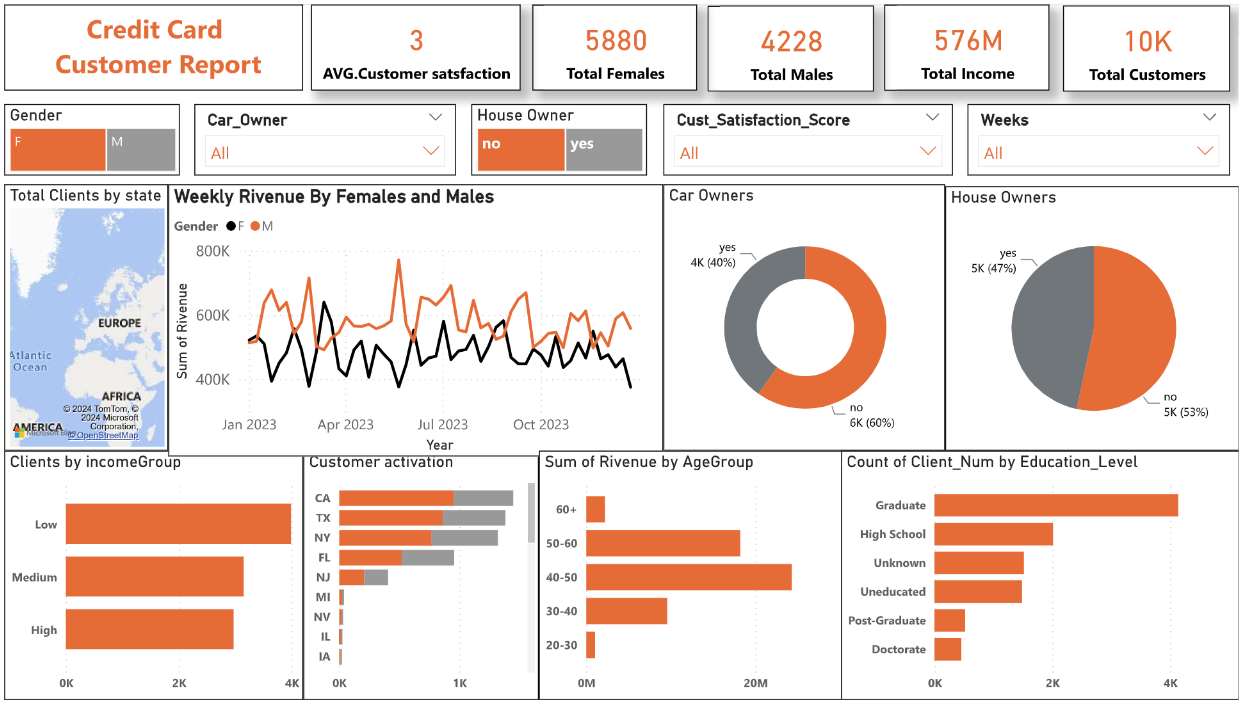 Credit Card
Customer Report
3
AVG.Customer satsfaction
5880
Total Females
4228
Total Males
576M
Total Income
10K
Total Customers
Gender
F
M
Car_Owner
All
House Owner
no
yes
Cust_Satisfaction_Score
All
Weeks
All
Total Clients by state
EUROPE
Atlantic
Ocean
AFRICA
AMERICA
© 2024 TomTom, ©
2024 Microsoft
Corporation,
© OpenStreetMap
Weekly Rivenue By Females and Males
Gender F M
Sum of Revenue
800K
600K
400K
Jan 2023 Apr 2023 Jul 2023 Oct 2023
Year
Car Owners
yes
4K (40%)
no
6K (60%)
House Owners
yes
5K (47%)
no
5K (53%)
Clients by incomeGroup
Low
Medium
High
0K 2K 4K
Customer activation
CA
TX
NY
FL
NJ
MI
NV
IL
IA
0K 1K
Sum of Rivenue by AgeGroup
60+
50-60
40-50
30-40
20-30
0M 20M
Count of Client_Num by Education_Level
Graduate
High School
Unknown
Uneducated
Post-Graduate
Doctorate
0K 2K 4K